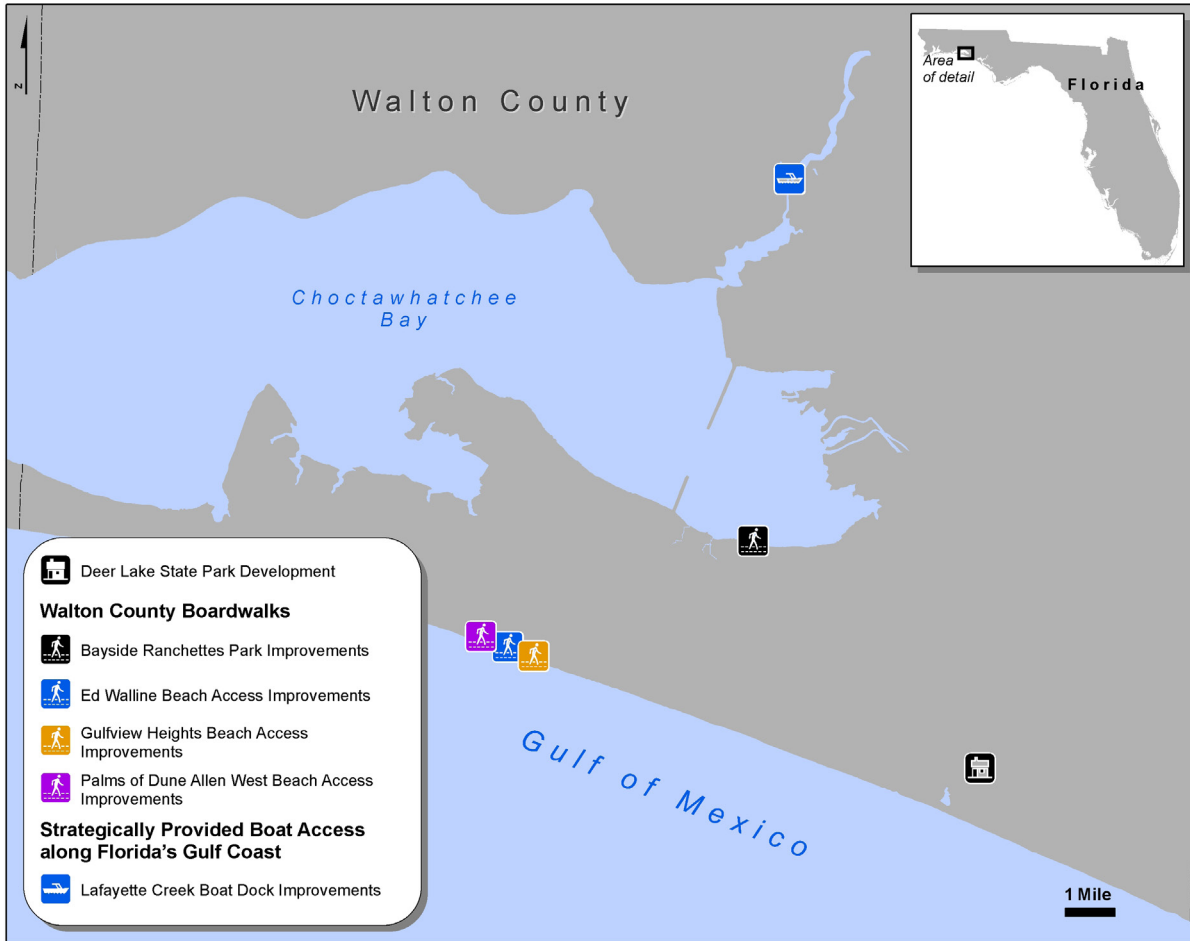 N
Walton County
Area
of detail
Florida
Choctawhatchee
Bay
Deer Lake State Park Development
Walton County Boardwalks
Bayside Ranchettes Park Improvements
Ed Walline Beach Access Improvements
Gulfview Heights Beach Access
Improvements
Palms of Dune Allen West Beach Access
Improvements
Strategically Provided Boat Access
along Florida's Gulf Coast
Lafayette Creek Boat Dock Improvements
Gulf of Mexico
1 Mile